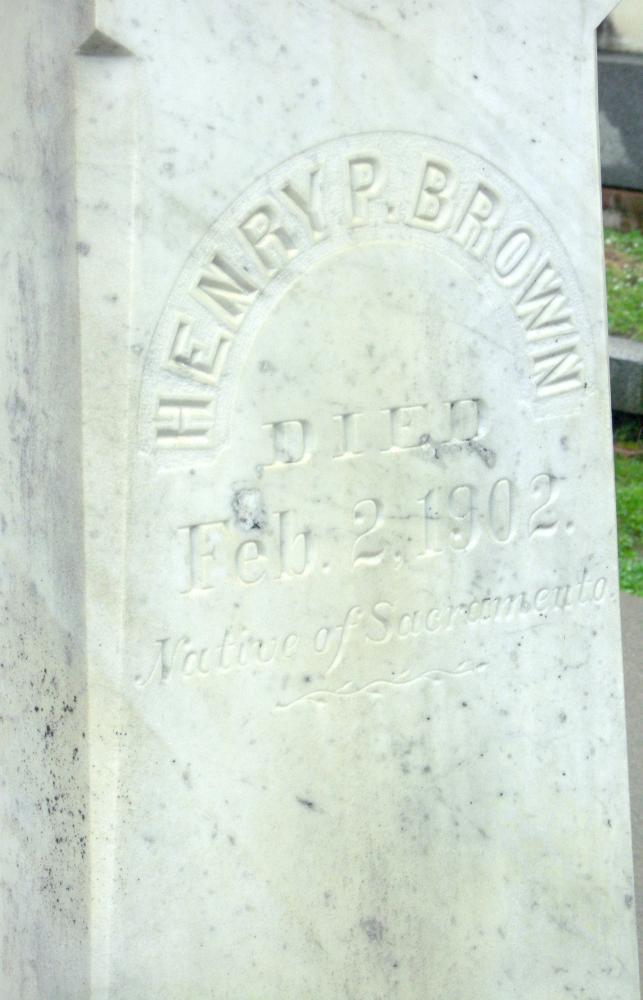 HENRY P. BROWN
DIED
Feb. 2, 1902.
Native of Sacramento.